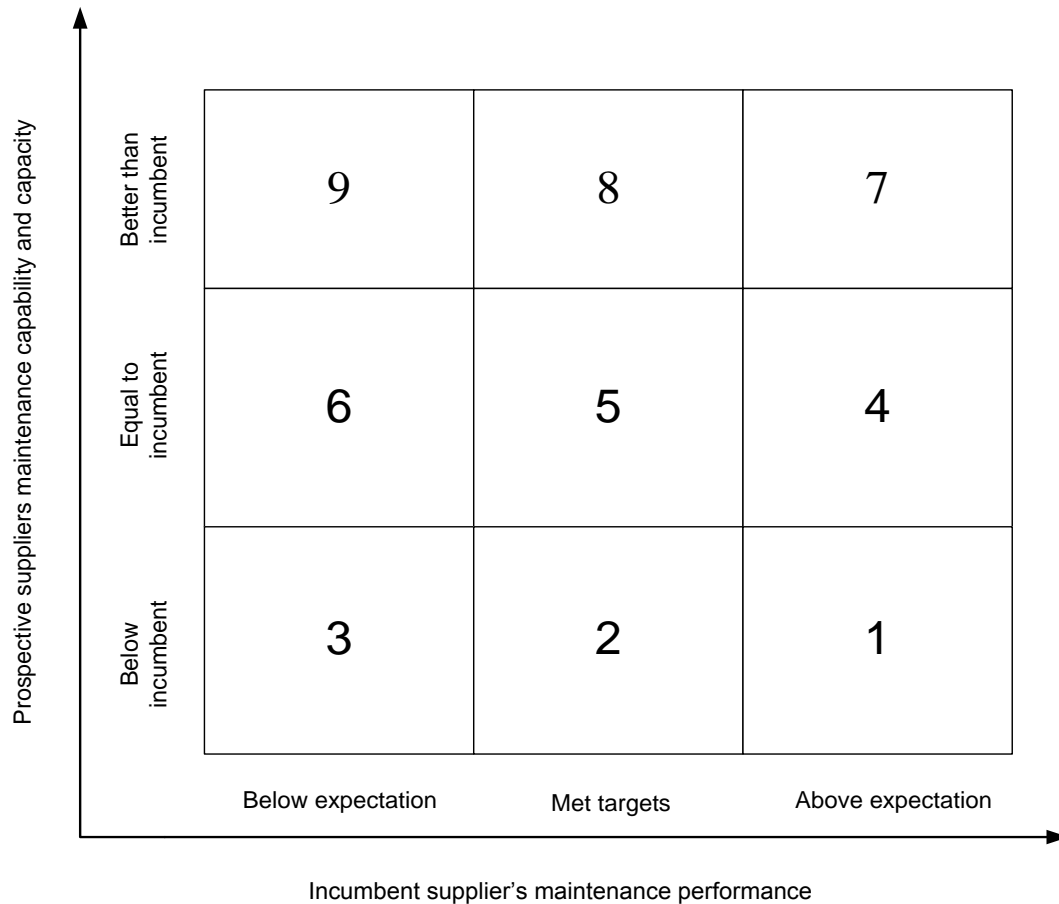 Prospective suppliers maintenance capability and capacity
Better than
incumbent
9 8 7
Equal to
incumbent
6 5 4
Below
incumbent
3 2 1
Below expectation Met targets Above expectation
Incumbent supplier's maintenance performance